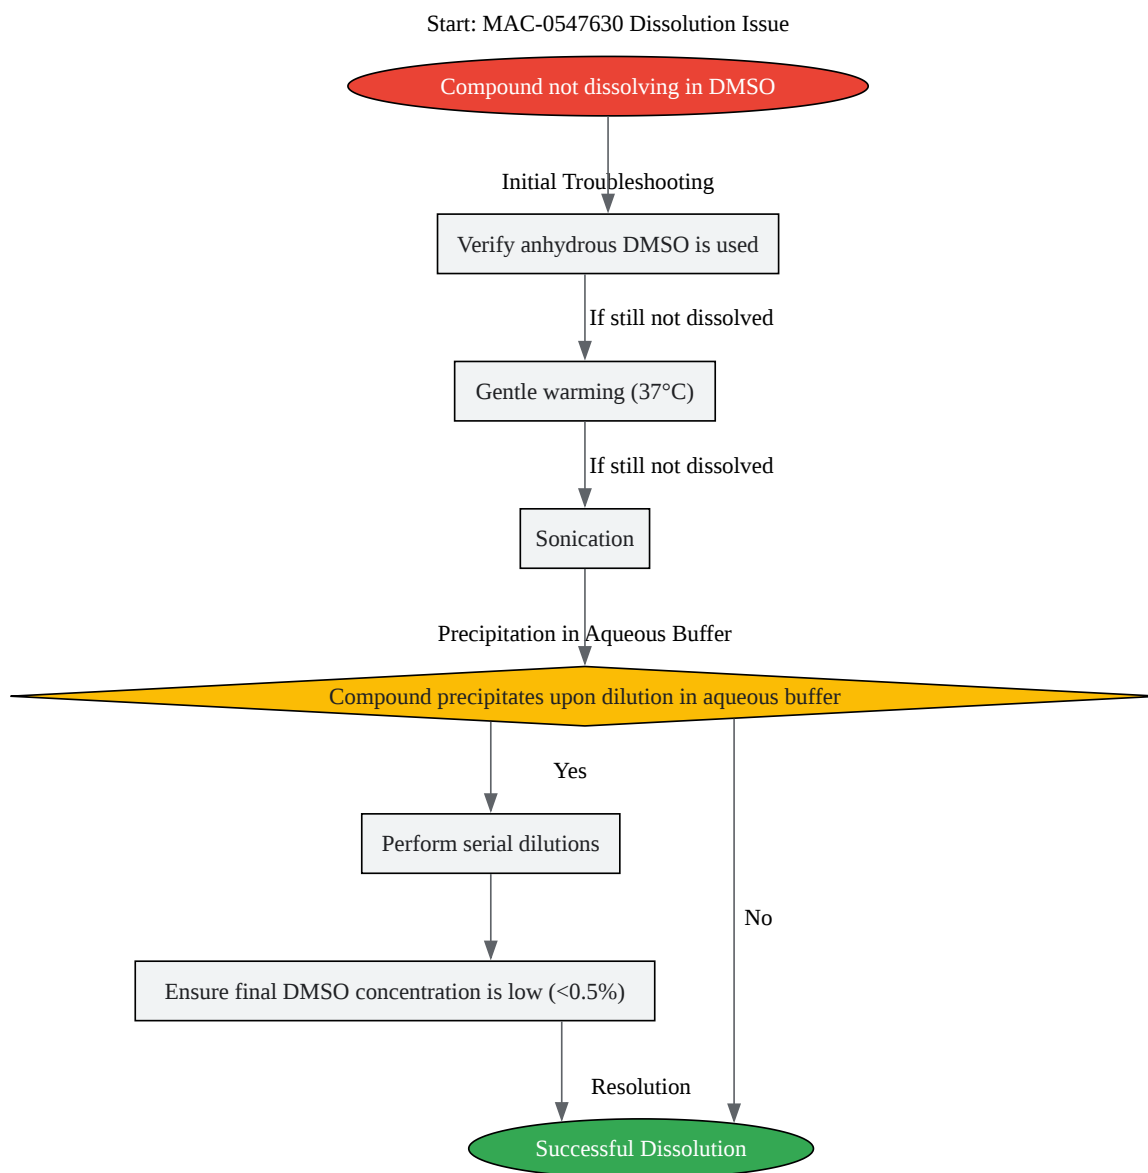 Start: MAC-0547630 Dissolution Issue
Compound not dissolving in DMSO
Initial Troubleshooting
Verify anhydrous DMSO is used
If still not dissolved
Gentle warming (37°C)
If still not dissolved
Sonication
Precipitation in Aqueous Buffer
Compound precipitates upon dilution in aqueous buffer
Yes
Perform serial dilutions
No
Ensure final DMSO concentration is low (<0.5%)
Resolution
Successful Dissolution